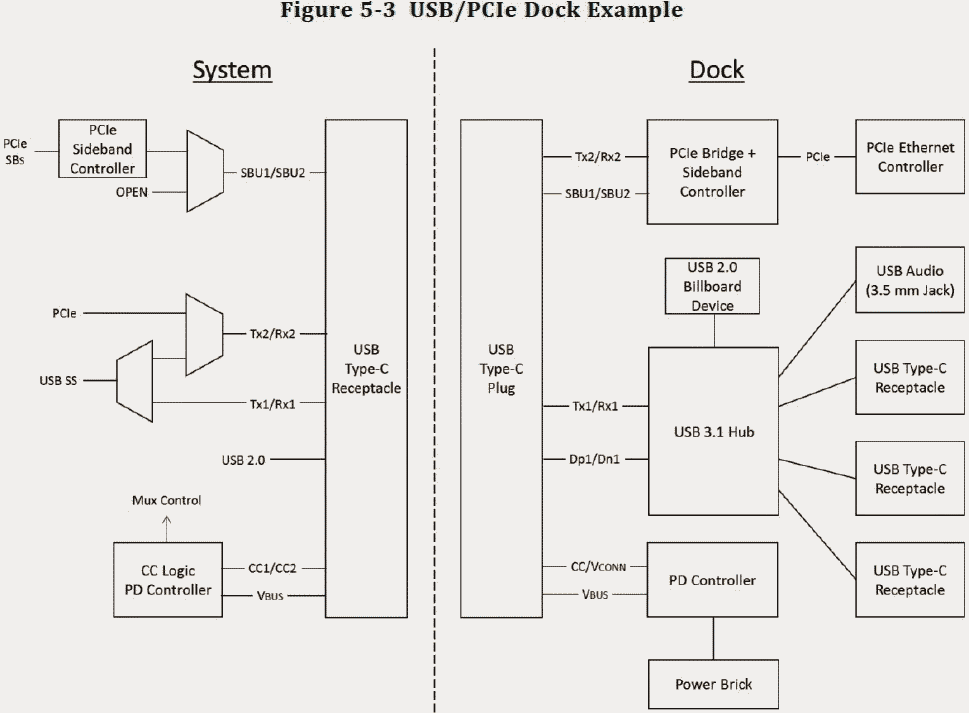 Figure 5-3 USB/PCIe Dock Example
System
PCIe
SBs
PCIe
Sideband
Controller
OPEN
SBU1/SBU2
PCIe
USB SS
Tx2/Rx2
Tx1/Rx1
USB 2.0
Mux Control
CC Logic
PD Controller
CC1/CC2
VBUS
USB
Type-C
Receptacle
Dock
USB
Type-C
Plug
Tx2/Rx2
SBU1/SBU2
PCIe Bridge +
Sideband
Controller
PCIe
PCIe Ethernet
Controller
USB 2.0
Billboard
Device
USB Audio
(3.5 mm Jack)
Tx1/Rx1
Dp1/Dn1
USB 3.1 Hub
USB Type-C
Receptacle
USB Type-C
Receptacle
USB Type-C
Receptacle
CC/VCONN
VBUS
PD Controller
Power Brick